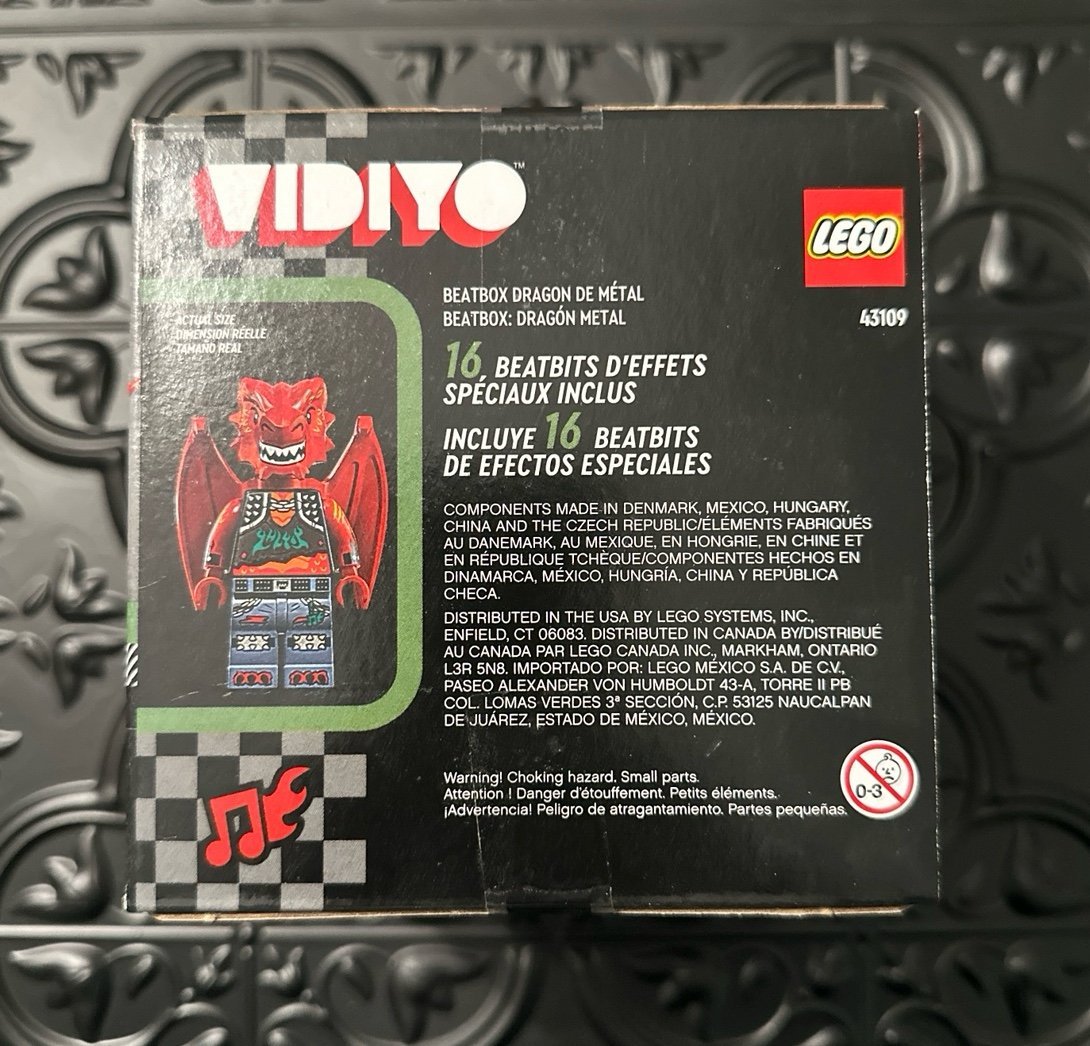 VIDIYO™
LEGO
43109
ACTUAL SIZE
DIMENSION RÉELLE
TAMAÑO REAL
BEATBOX DRAGON DE MÉTAL
BEATBOX: DRAGÓN METAL
16 BEATBITS D'EFFETS
SPÉCIAUX INCLUS
INCLUYE 16 BEATBITS
DE EFECTOS ESPECIALES
COMPONENTS MADE IN DENMARK, MEXICO, HUNGARY,
CHINA AND THE CZECH REPUBLIC/ÉLÉMENTS FABRIQUÉS
AU DANEMARK, AU MEXIQUE, EN HONGRIE, EN CHINE ET
EN RÉPUBLIQUE TCHÈQUE/COMPONENTES HECHOS EN
DINAMARCA, MÉXICO, HUNGRÍA, CHINA Y REPÚBLICA
CHECA.
DISTRIBUTED IN THE USA BY LEGO SYSTEMS, INC.,
ENFIELD, CT 06083. DISTRIBUTED IN CANADA BY/DISTRIBUÉ
AU CANADA PAR LEGO CANADA INC., MARKHAM, ONTARIO
L3R 5N8. IMPORTADO POR: LEGO MÉXICO S.A. DE C.V.,
PASEO ALEXANDER VON HUMBOLDT 43-A, TORRE II PB
COL. LOMAS VERDES 3ª SECCIÓN, C.P. 53125 NAUCALPAN
DE JUÁREZ, ESTADO DE MÉXICO, MÉXICO.
Warning! Choking hazard. Small parts.
Attention ! Danger d'étouffement. Petits éléments.
¡Advertencia! Peligro de atragantamiento. Partes pequeñas.
0-3